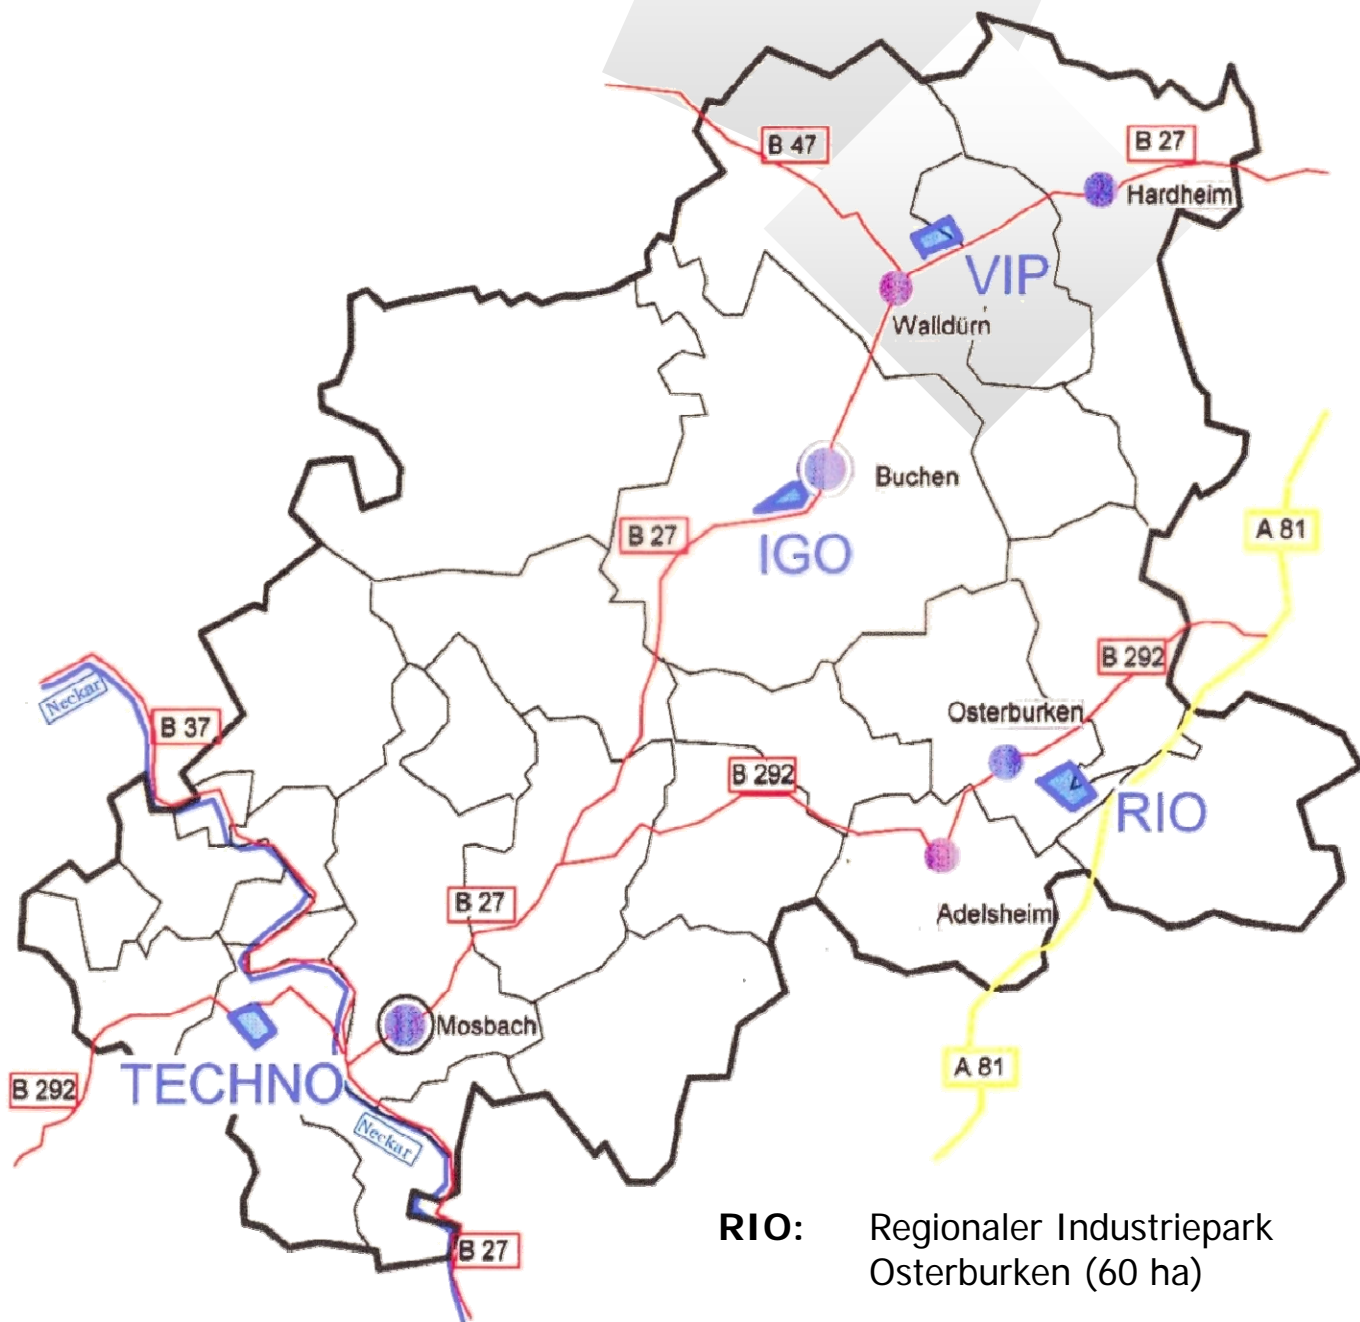 B 47
B 27
Hardheim
VIP
Walldürn
Buchen
B 27
IGO
A 81
B 292
Neckar
B 37
Osterburken
B 292
RIO
B 27
Adelsheim
Mosbach
TECHNO
B 292
A 81
Neckar
B 27
RIO: Regionaler Industriepark
Osterburken (60 ha)